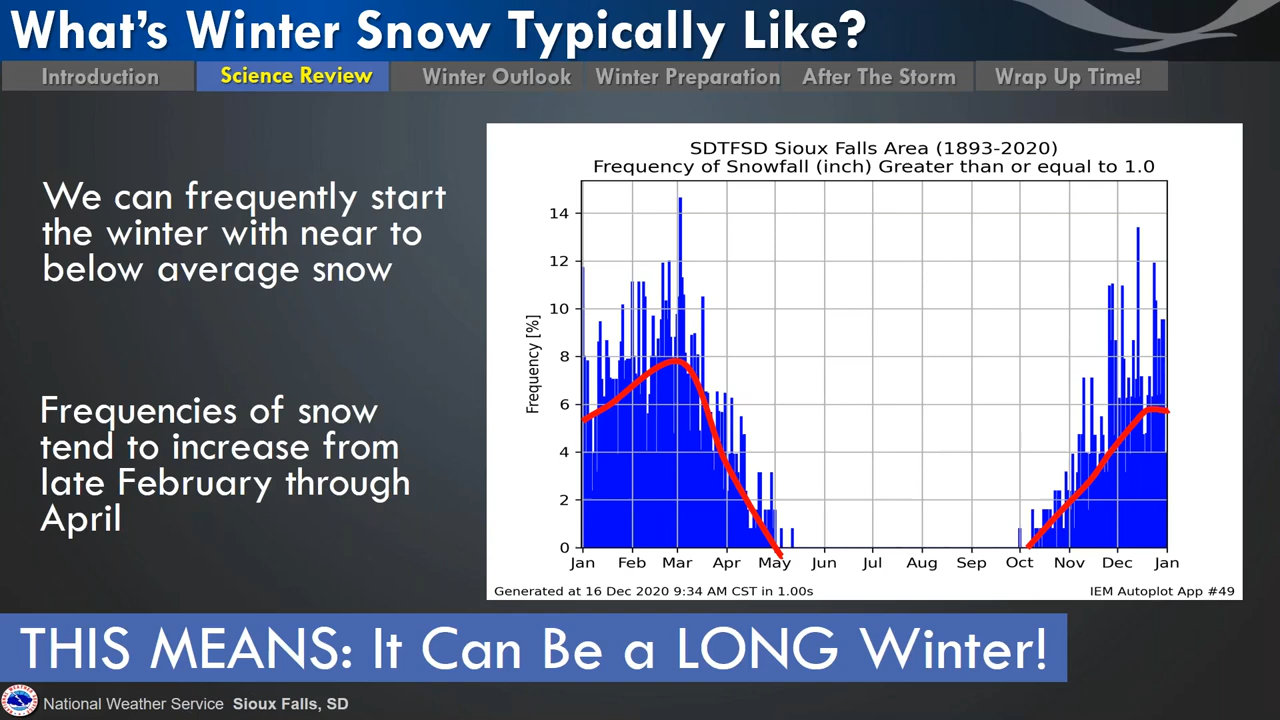 What's Winter Snow Typically Like?
Introduction
Science Review
Winter Outlook
Winter Preparation
After The Storm
Wrap Up Time!
We can frequently start
the winter with near to
below average snow
Frequencies of snow
tend to increase from
late February through
April
SDTFSD Sioux Falls Area (1893-2020)
Frequency of Snowfall (inch) Greater than or equal to 1.0
Frequency [%]
14
12
10
8
6
4
2
0
Jan Feb Mar Apr May Jun Jul Aug Sep Oct Nov Dec Jan
Generated at 16 Dec 2020 9:34 AM CST in 1.00s
IEM Autoplot App #49
THIS MEANS: It Can Be a LONG Winter!
National Weather Service Sioux Falls, SD